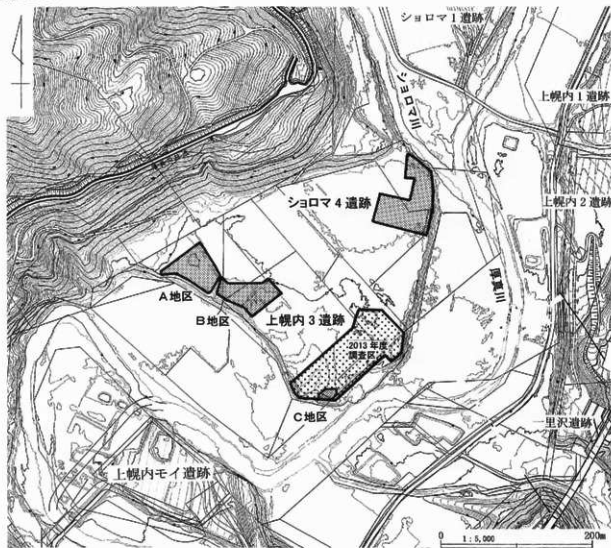 ショロマ1遺跡
上幌内1遺跡
ショロマ川
ショロマ4遺跡
上幌内2遺跡
厚真川
A地区
B地区
上幌内3遺跡
2013年度
調査区
C地区
一里沢遺跡
上幌内モイ遺跡
0 1:5,000 200m